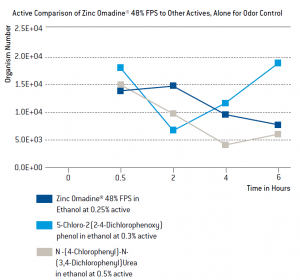 Active Comparison of Zinc Omadine® 48% FPS to Other Actives, Alone for Odor Control
Organism Number
2.5E+04
2.0E+04
1.5E+04
1.0E+04
5.0E+03
0.0E+00
0
0.5
2
4
6
Time in Hours
Zinc Omadine® 48% FPS in
Ethanol at 0.25% active
5-Chloro-2(2-4-Dichlorophenoxy)
phenol in ethanol at 0.3% active
N-(4-Chlorophenyl)-N-
(3,4-Dichlorophenyl)Urea
in ethanol at 0.5% active